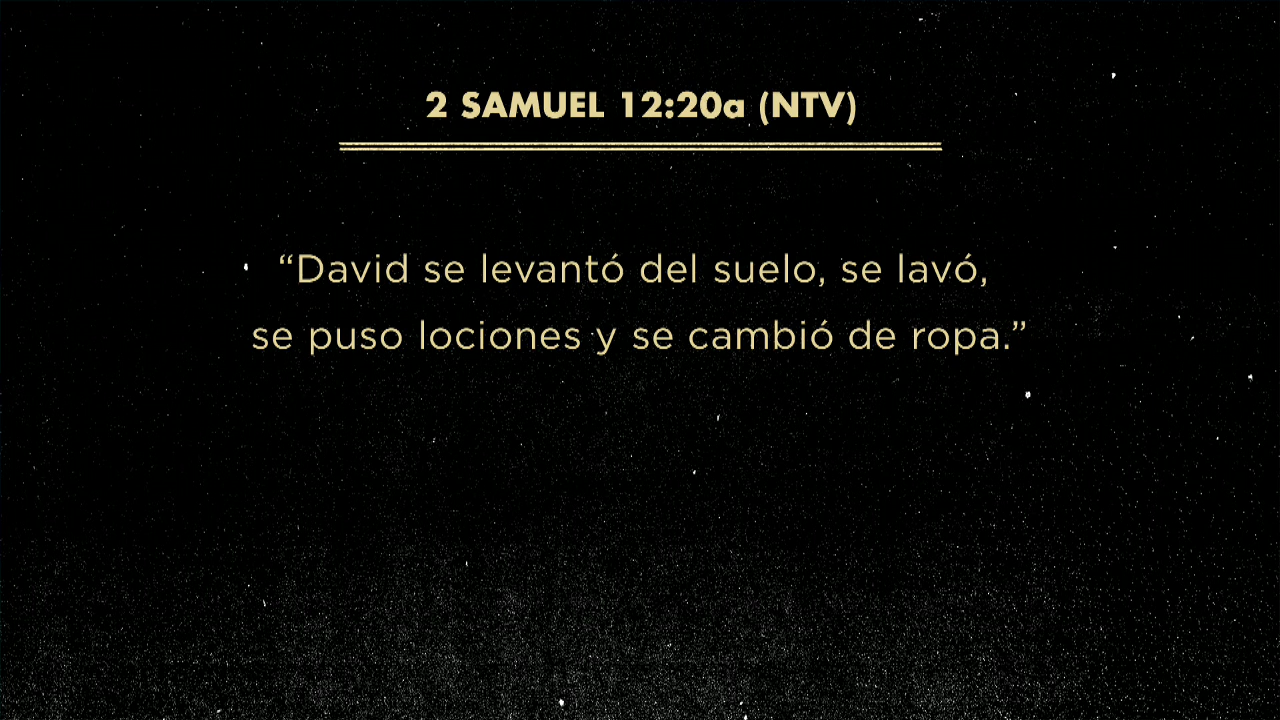 2 SAMUEL 12:20a (NTV)
“David se levantó del suelo, se lavó,
se puso lociones y se cambió de ropa.”